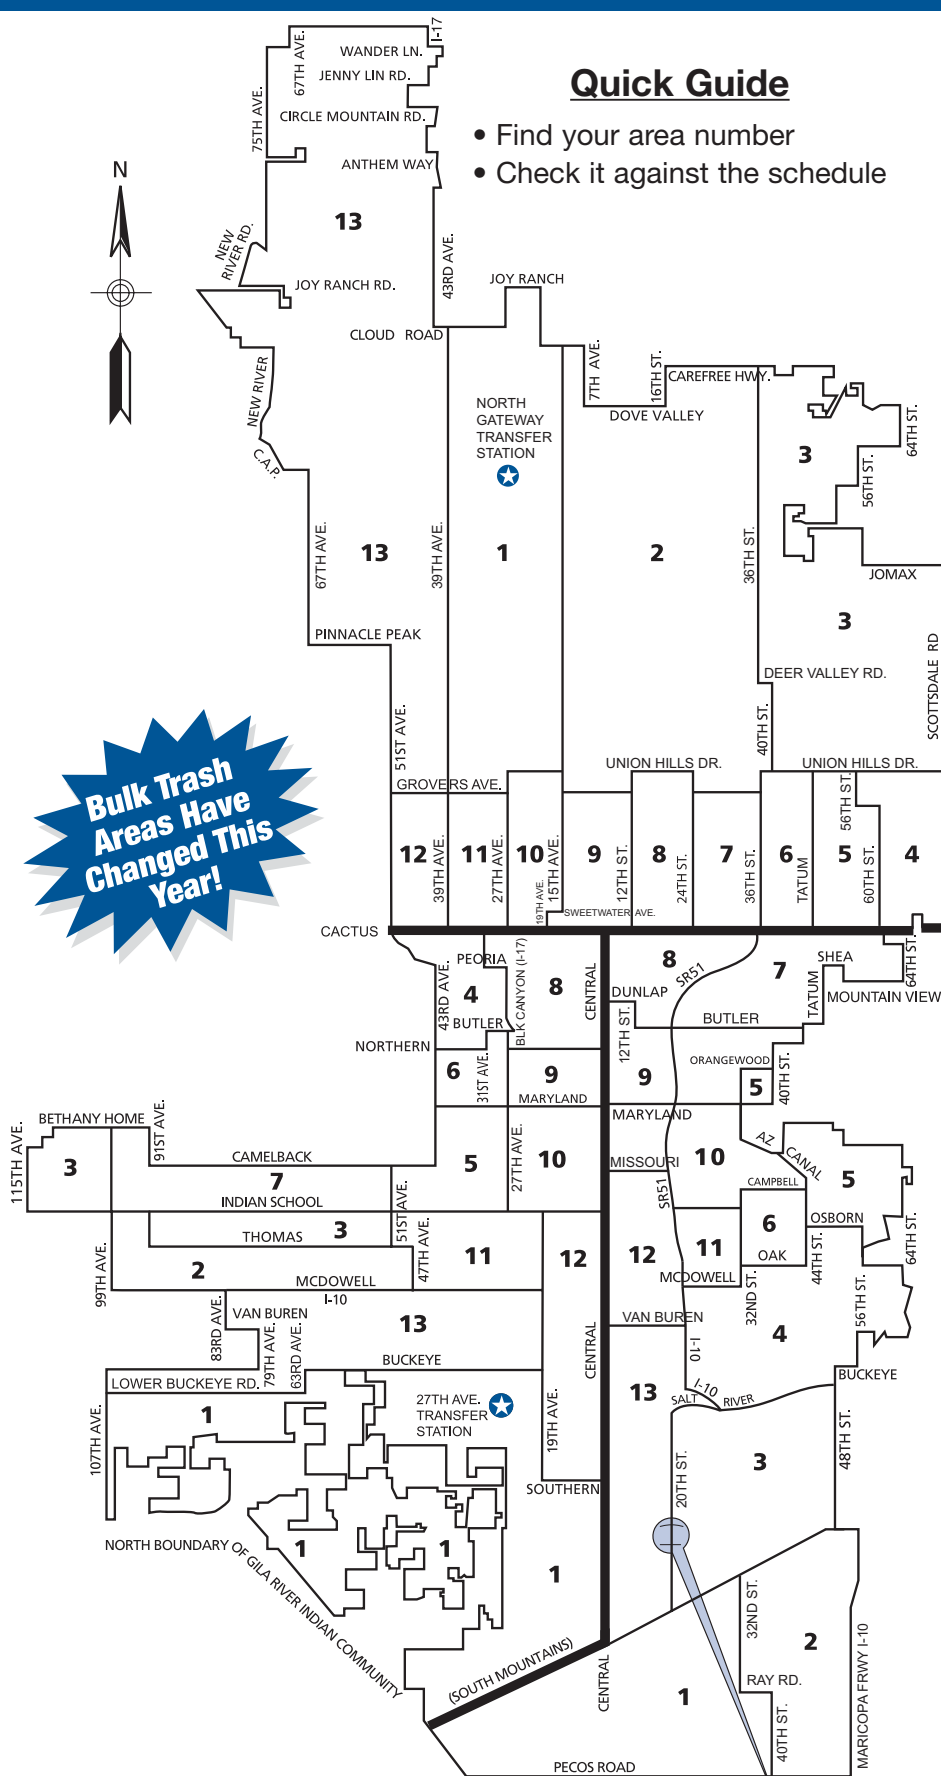 Quick Guide
• Find your area number
• Check it against the schedule
N
I-17
67TH AVE.
WANDER LN.
75TH AVE.
JENNY LIN RD.
CIRCLE MOUNTAIN RD.
ANTHEM WAY
13
NEW
RIVER RD.
43RD AVE.
JOY RANCH RD.
JOY RANCH
CLOUD ROAD
NEW RIVER
C.A.P.
7TH AVE.
16TH ST.
CAREFREE HWY.
DOVE VALLEY
NORTH
GATEWAY
TRANSFER
STATION
3
64TH ST.
56TH ST.
67TH AVE.
13
39TH AVE.
1
2
36TH ST.
JOMAX
3
PINNACLE PEAK
DEER VALLEY RD.
SCOTTSDALE RD
51ST AVE.
40TH ST.
Bulk Trash
Areas Have
Changed This
Year!
GROVERS AVE.
UNION HILLS DR.
UNION HILLS DR.
56TH ST.
12
39TH AVE.
11
27TH AVE.
10
19TH AVE.
15TH AVE.
9
12TH ST.
8
24TH ST.
7
36TH ST.
6
TATUM
5
60TH ST.
4
SWEETWATER AVE.
CACTUS
PEORIA
43RD AVE.
4
BUTLER
BLK CANYON (I-17)
8
CENTRAL
8
SR51
7
TATUM
SHEA
64TH ST.
MOUNTAIN VIEW
DUNLAP
12TH ST.
BUTLER
NORTHERN
6
31ST AVE.
9
MARYLAND
9
ORANGEWOOD
5
40TH ST.
MARYLAND
BETHANY HOME
115TH AVE.
3
91ST AVE.
CAMELBACK
7
INDIAN SCHOOL
5
27TH AVE.
10
MISSOURI
SR51
10
AZ
CANAL
CAMPBELL
5
6
OSBORN
64TH ST.
THOMAS
3
51ST AVE.
47TH AVE.
11
12
12
11
OAK
44TH ST.
99TH AVE.
2
MCDOWELL
MCDOWELL
32ND ST.
56TH ST.
I-10
83RD AVE.
VAN BUREN
79TH AVE.
63RD AVE.
13
CENTRAL
VAN BUREN
I-10
4
BUCKEYE
BUCKEYE
LOWER BUCKEYE RD.
107TH AVE.
1
27TH AVE.
TRANSFER
STATION
19TH AVE.
13
I-10
SALT
RIVER
48TH ST.
20TH ST.
3
SOUTHERN
NORTH BOUNDARY OF GILA RIVER INDIAN COMMUNITY
1
1
1
32ND ST.
2
(SOUTH MOUNTAINS)
CENTRAL
1
RAY RD.
40TH ST.
MARICOPA FRWY I-10
PECOS ROAD